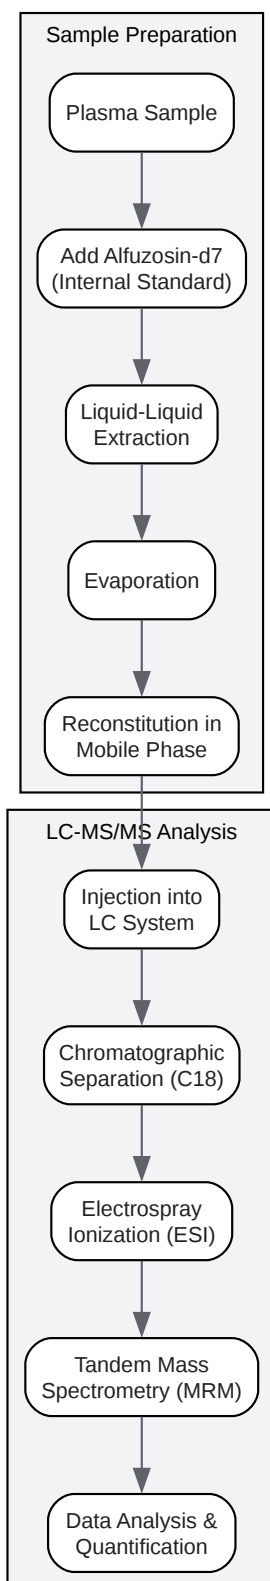 Sample Preparation
Plasma Sample
Add Alfuzosin-d7
(Internal Standard)
Liquid-Liquid
Extraction
Evaporation
Reconstitution in
Mobile Phase
LC-MS/MS Analysis
Injection into
LC System
Chromatographic
Separation (C18)
Electrospray
Ionization (ESI)
Tandem Mass
Spectrometry (MRM)
Data Analysis &
Quantification